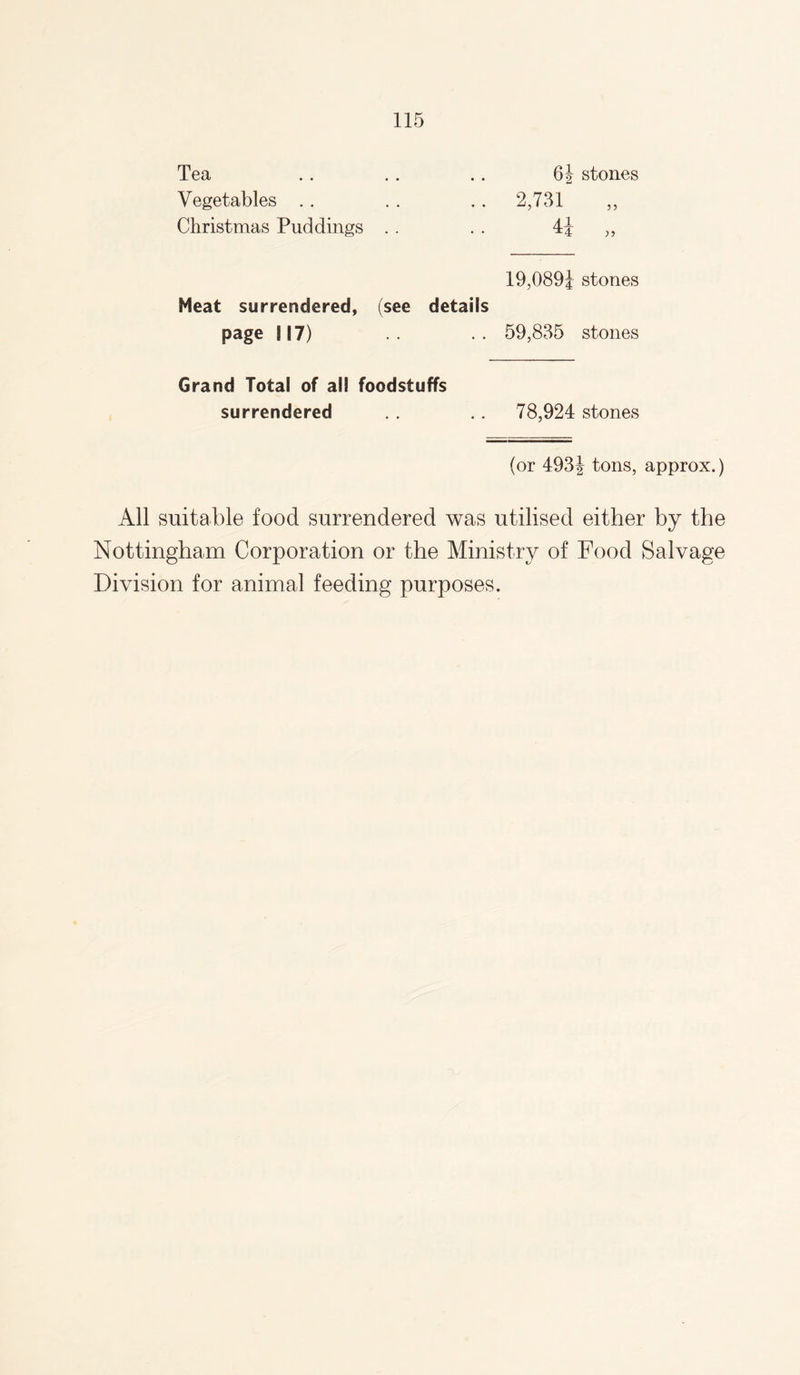 115
Tea . . . . . . 6½ stones
Vegetables . . . . . . 2,731 ,,
Christmas Puddings . . . . 4¼ ,,
19,089¼ stones
Meat surrendered, (see details
page 117) . . . . 59,835 stones
Grand Total of all foodstuffs
surrendered . . . . 78,924 stones
(or 493½ tons, approx.)
All suitable food surrendered was utilised either by the
Nottingham Corporation or the Ministry of Food Salvage
Division for animal feeding purposes.